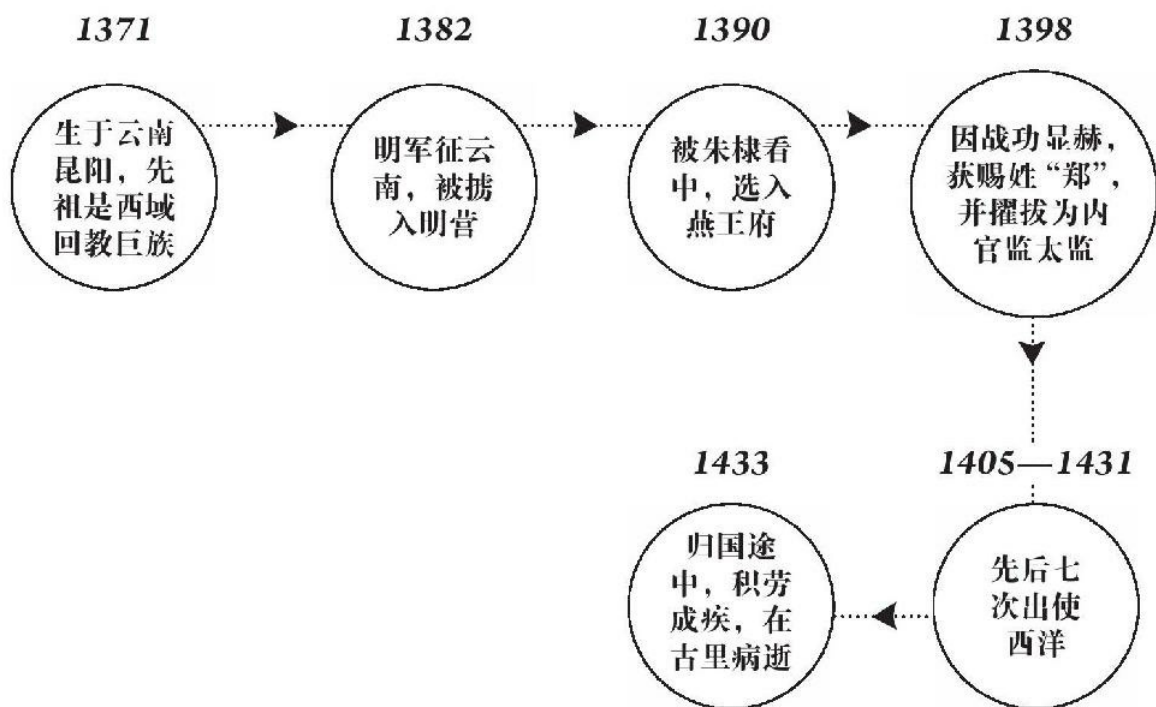 1371
生于云南
昆阳，先
祖是西域
回教巨族
1382
明军征云
南，被掳
入明营
1390
被朱棣看
中，选入
燕王府
1398
因战功显赫，
获赐姓“郑”，
并擢拔为内
官监太监
1405—1431
先后七
次出使
西洋
1433
归国途
中，积劳
成疾，在
古里病逝